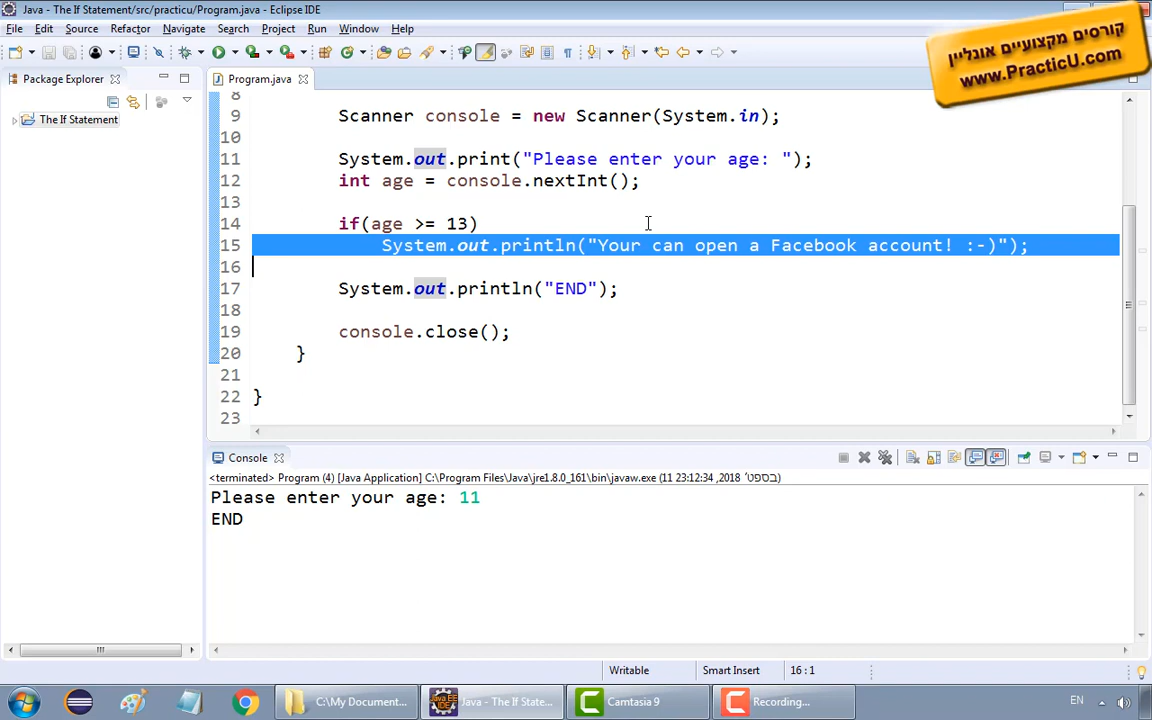 Java - The If Statement/src/practicu/Program.java - Eclipse IDE
קורסים מקצועיים אונליין
www.PracticU.com
File Edit Source Refactor Navigate Search Project Run Window Help
Package Explorer
Program.java
The If Statement
8
9 Scanner console = new Scanner(System.in);
10
11 System.out.print("Please enter your age: ");
12 int age = console.nextInt();
13
14 if(age >= 13)
15 System.out.println("Your can open a Facebook account! :-)");
16
17 System.out.println("END");
18
19 console.close();
20 }
21
22 }
23
Console
<terminated> Program (4) [Java Application] C:\Program Files\Java\jre1.8.0_161\bin\javaw.exe (11 בספט׳ 2018, 23:12:34)
Please enter your age: 11
END
Writable Smart Insert 16 : 1
C:\My Document... Java - The If State... Camtasia 9 Recording... EN